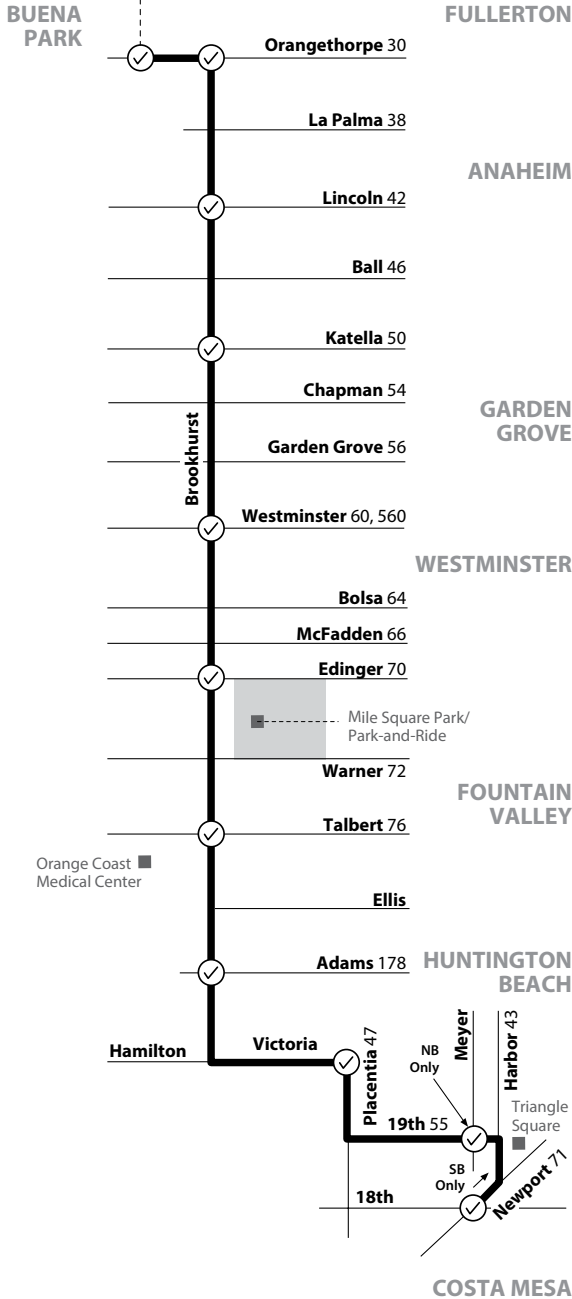 BUENA
PARK
FULLERTON
Orangethorpe 30
La Palma 38
ANAHEIM
Lincoln 42
Ball 46
Katella 50
Chapman 54
GARDEN
GROVE
Brookhurst
Garden Grove 56
Westminster 60, 560
WESTMINSTER
Bolsa 64
McFadden 66
Edinger 70
Mile Square Park/
Park-and-Ride
Warner 72
FOUNTAIN
VALLEY
Talbert 76
Orange Coast
Medical Center
Ellis
Adams 178
HUNTINGTON
BEACH
Hamilton
Victoria
Placentia 47
NB
Only
Meyer
Harbor 43
Triangle
Square
19th 55
SB
Only
Newport 71
18th
COSTA MESA